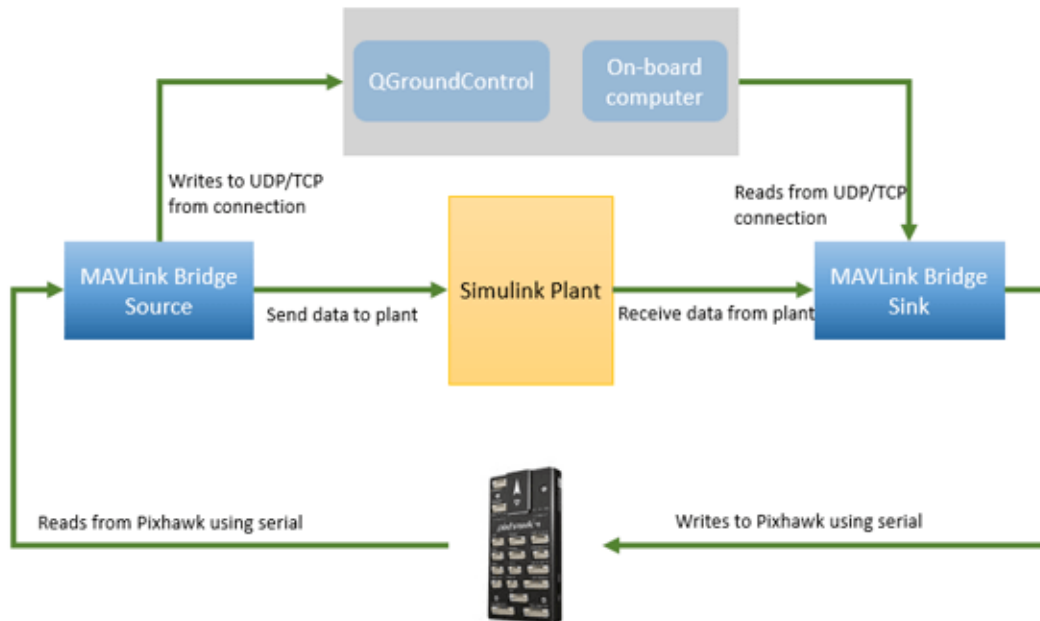 QGroundControl
On-board
computer
Writes to UDP/TCP
from connection
Reads from UDP/TCP
connection
MAVLink Bridge
Source
Send data to plant
Simulink Plant
Receive data from plant
MAVLink Bridge
Sink
Reads from Pixhawk using serial
Writes to Pixhawk using serial